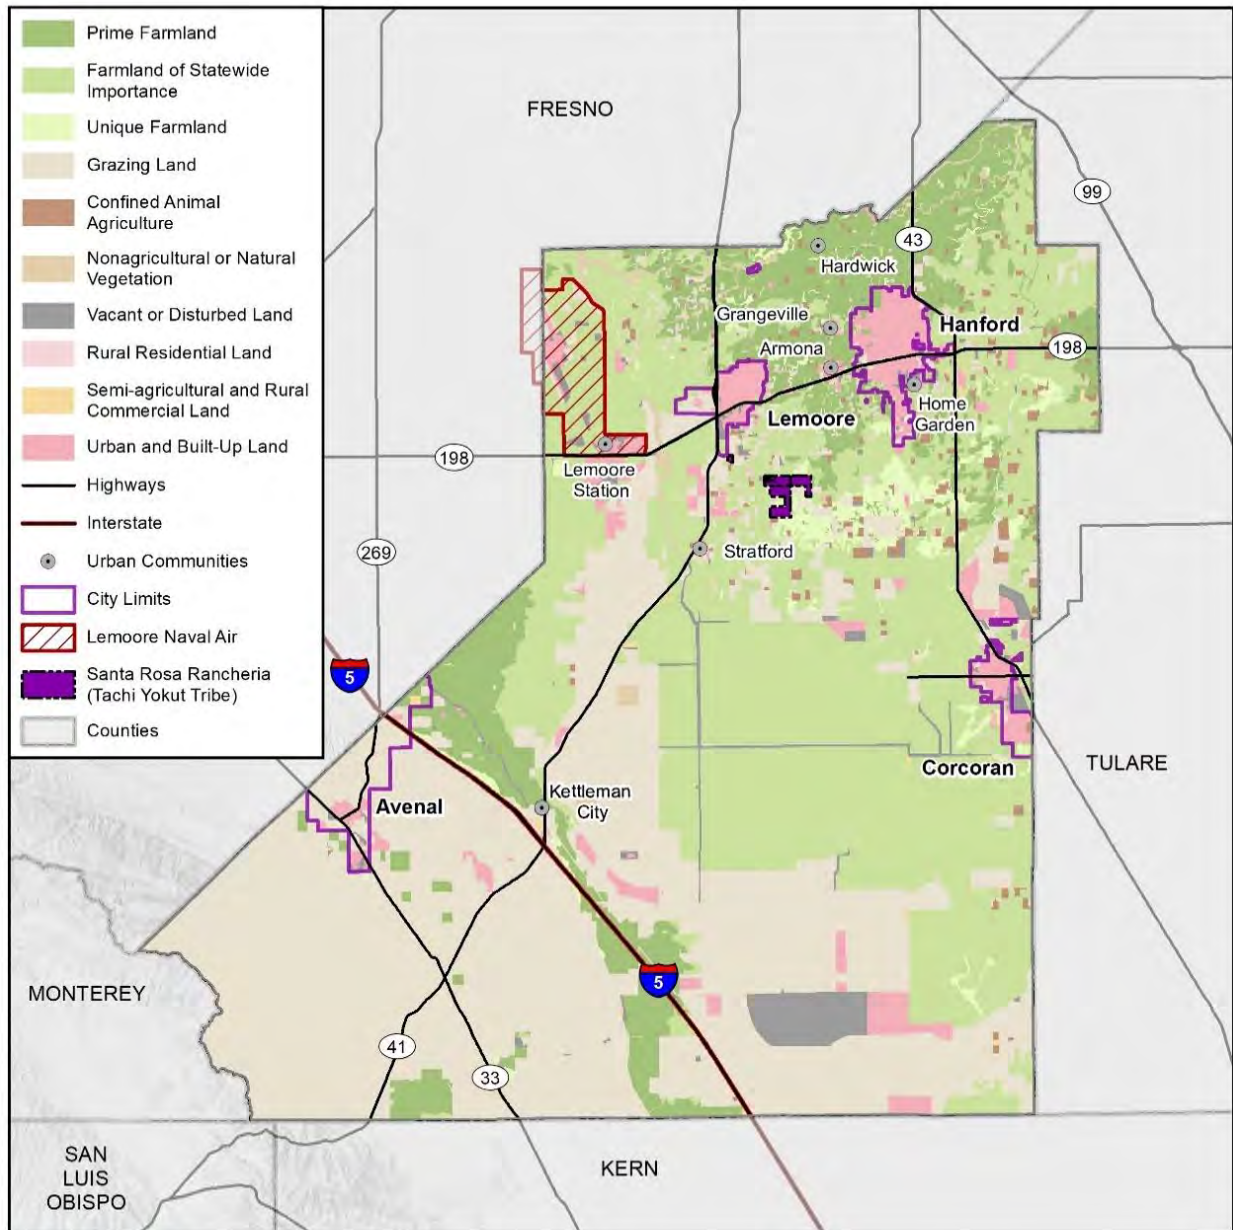 Prime Farmland
Farmland of Statewide
Importance
Unique Farmland
Grazing Land
Confined Animal
Agriculture
Nonagricultural or Natural
Vegetation
Vacant or Disturbed Land
Rural Residential Land
Semi-agricultural and Rural
Commercial Land
Urban and Built-Up Land
Highways
Interstate
Urban Communities
City Limits
Lemoore Naval Air
Santa Rosa Rancheria
(Tachi Yokut Tribe)
Counties
FRESNO
99
43
Hardwick
Grangeville
Hanford
Armona
198
Home
Garden
Lemoore
198
Lemoore
Station
Stratford
269
5
Corcoran
TULARE
Kettleman
City
Avenal
MONTEREY
5
41
33
SAN
LUIS
OBISPO
KERN